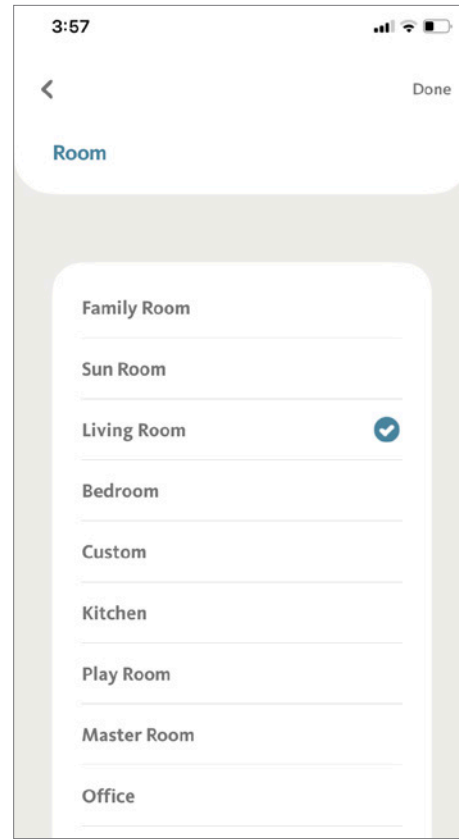 3:57
Done
Room
Family Room
Sun Room
Living Room
Bedroom
Custom
Kitchen
Play Room
Master Room
Office